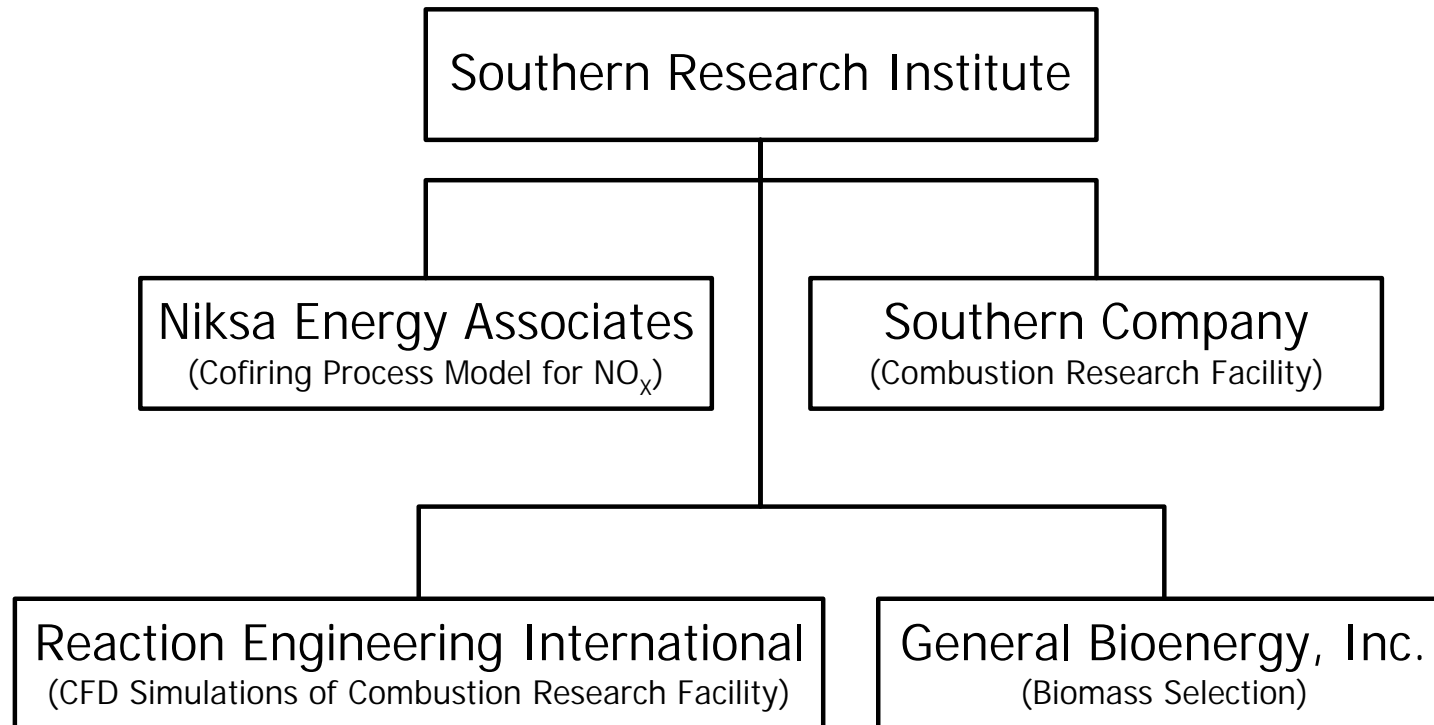 Southern Research Institute
Niksa Energy Associates
(Cofiring Process Model for NOX)
Southern Company
(Combustion Research Facility)
Reaction Engineering International
(CFD Simulations of Combustion Research Facility)
General Bioenergy, Inc.
(Biomass Selection)